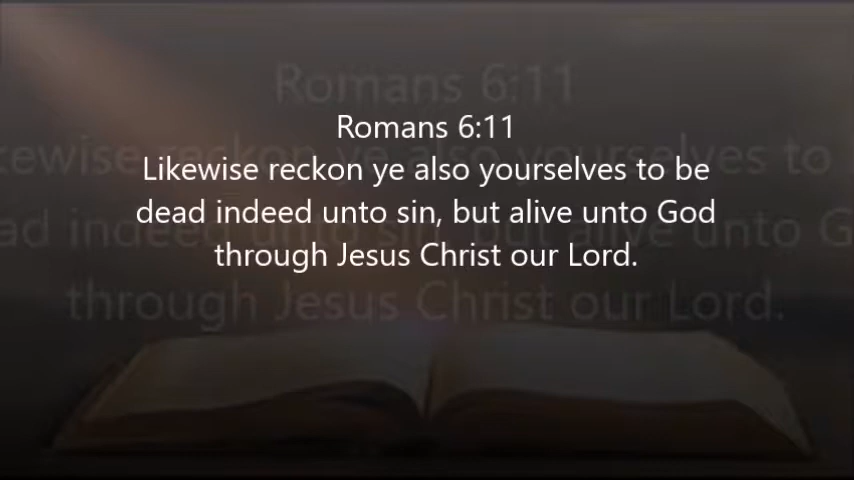 Romans 6:11
Likewise reckon ye also yourselves to be
dead indeed unto sin, but alive unto God
through Jesus Christ our Lord.